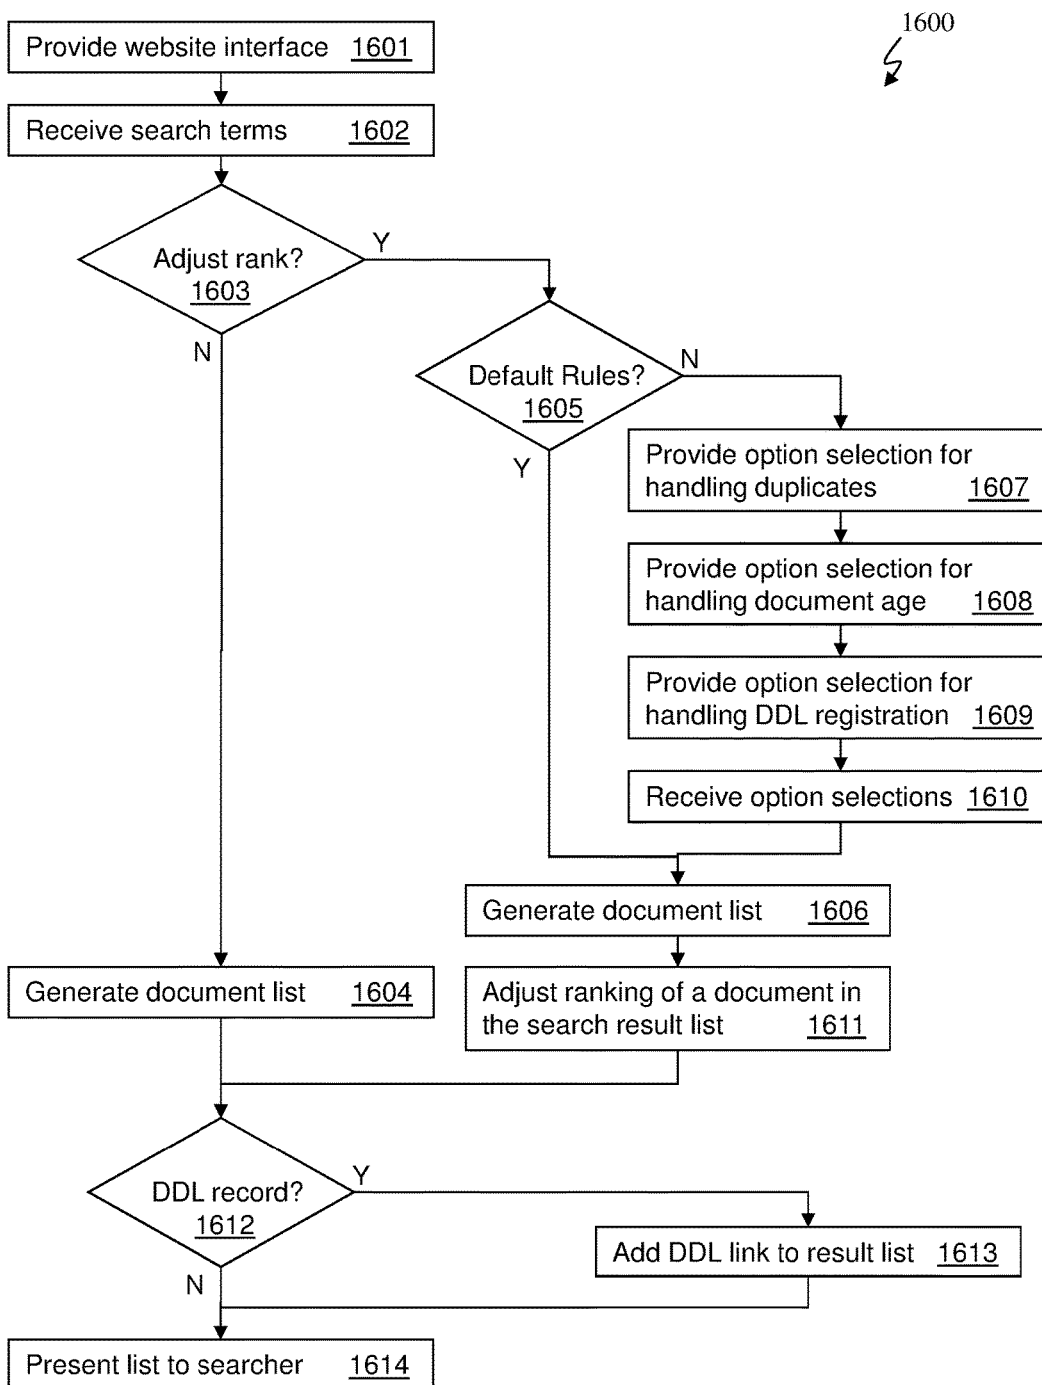 1600
Provide website interface 1601
Receive search terms 1602
Adjust rank?
1603
Y
N
Default Rules?
1605
N
Y
Provide option selection for
handling duplicates 1607
Provide option selection for
handling document age 1608
Provide option selection for
handling DDL registration 1609
Receive option selections 1610
Generate document list 1606
Generate document list 1604
Adjust ranking of a document in
the search result list 1611
DDL record?
1612
Y
N
Add DDL link to result list 1613
Present list to searcher 1614